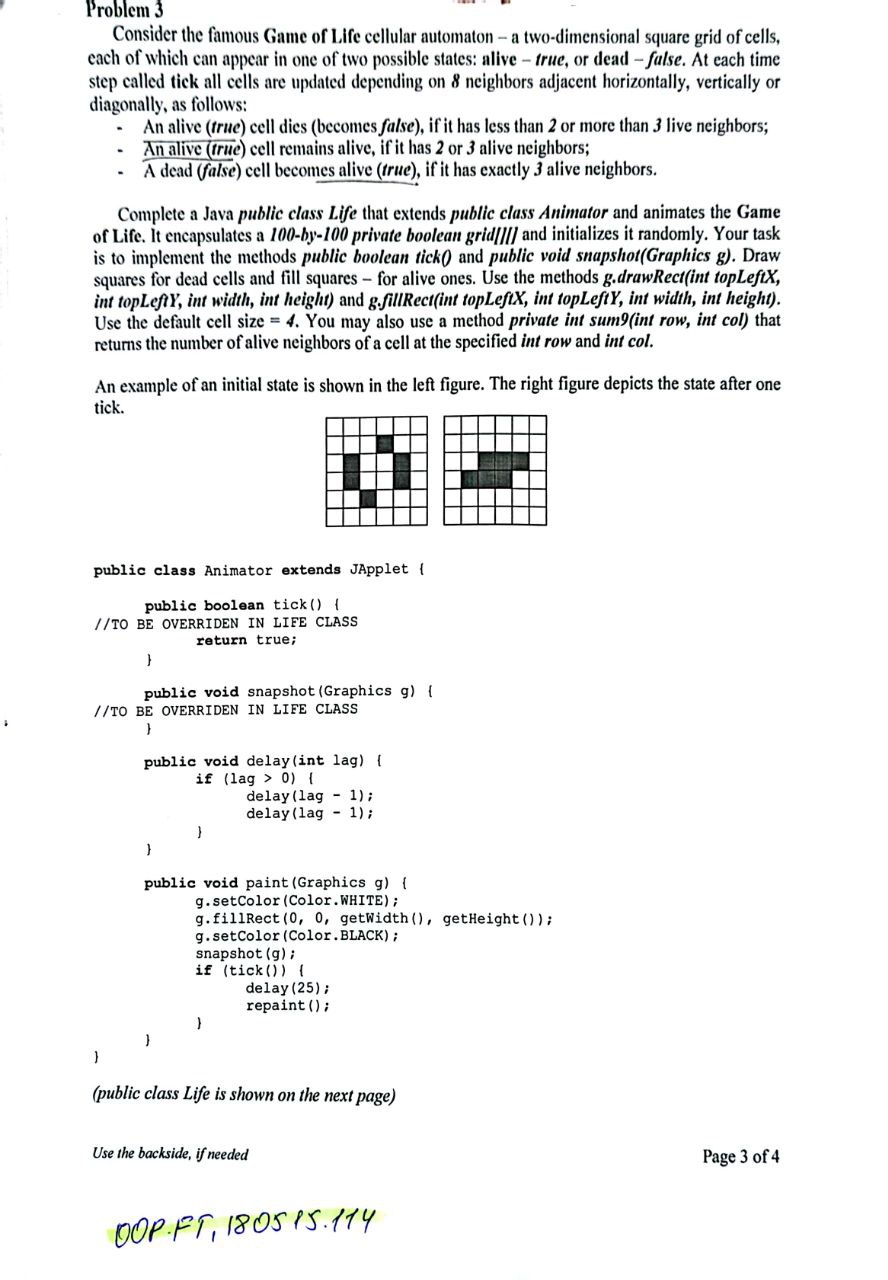 Problem 3
Consider the famous Game of Life cellular automaton – a two-dimensional square grid of cells,
each of which can appear in one of two possible states: alive – true, or dead – false. At each time
step called tick all cells are updated depending on 8 neighbors adjacent horizontally, vertically or
diagonally, as follows:
- An alive (true) cell dies (becomes false), if it has less than 2 or more than 3 live neighbors;
- An alive (true) cell remains alive, if it has 2 or 3 alive neighbors;
- A dead (false) cell becomes alive (true), if it has exactly 3 alive neighbors.
Complete a Java public class Life that extends public class Animator and animates the Game
of Life. It encapsulates a 100-by-100 private boolean grid[][] and initializes it randomly. Your task
is to implement the methods public boolean tick() and public void snapshot(Graphics g). Draw
squares for dead cells and fill squares – for alive ones. Use the methods g.drawRect(int topLeftX,
int topLeftY, int width, int height) and g.fillRect(int topLeftX, int topLeftY, int width, int height).
Use the default cell size = 4. You may also use a method private int sum9(int row, int col) that
returns the number of alive neighbors of a cell at the specified int row and int col.
An example of an initial state is shown in the left figure. The right figure depicts the state after one
tick.
public class Animator extends JApplet {
public boolean tick() {
//TO BE OVERRIDEN IN LIFE CLASS
return true;
}
public void snapshot(Graphics g) {
//TO BE OVERRIDEN IN LIFE CLASS
}
public void delay(int lag) {
if (lag > 0) {
delay(lag - 1);
delay(lag - 1);
}
}
public void paint(Graphics g) {
g.setColor(Color.WHITE);
g.fillRect(0, 0, getWidth(), getHeight());
g.setColor(Color.BLACK);
snapshot(g);
if (tick()) {
delay(25);
repaint();
}
}
}
(public class Life is shown on the next page)
Use the backside, if needed
Page 3 of 4
OOP.FT, 180515.114